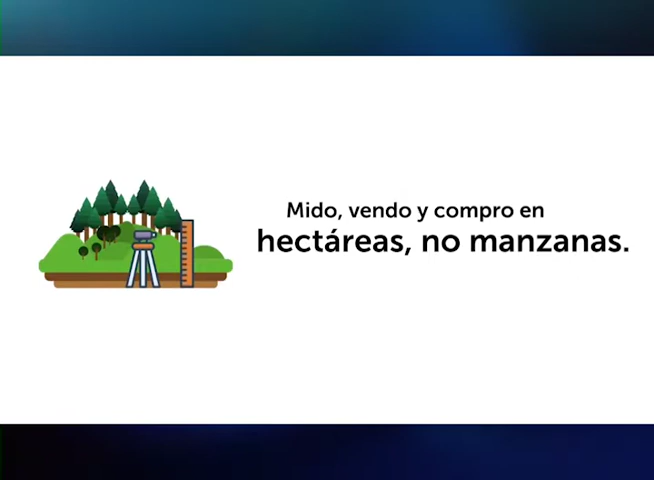 Mido, vendo y compro en
hectáreas, no manzanas.